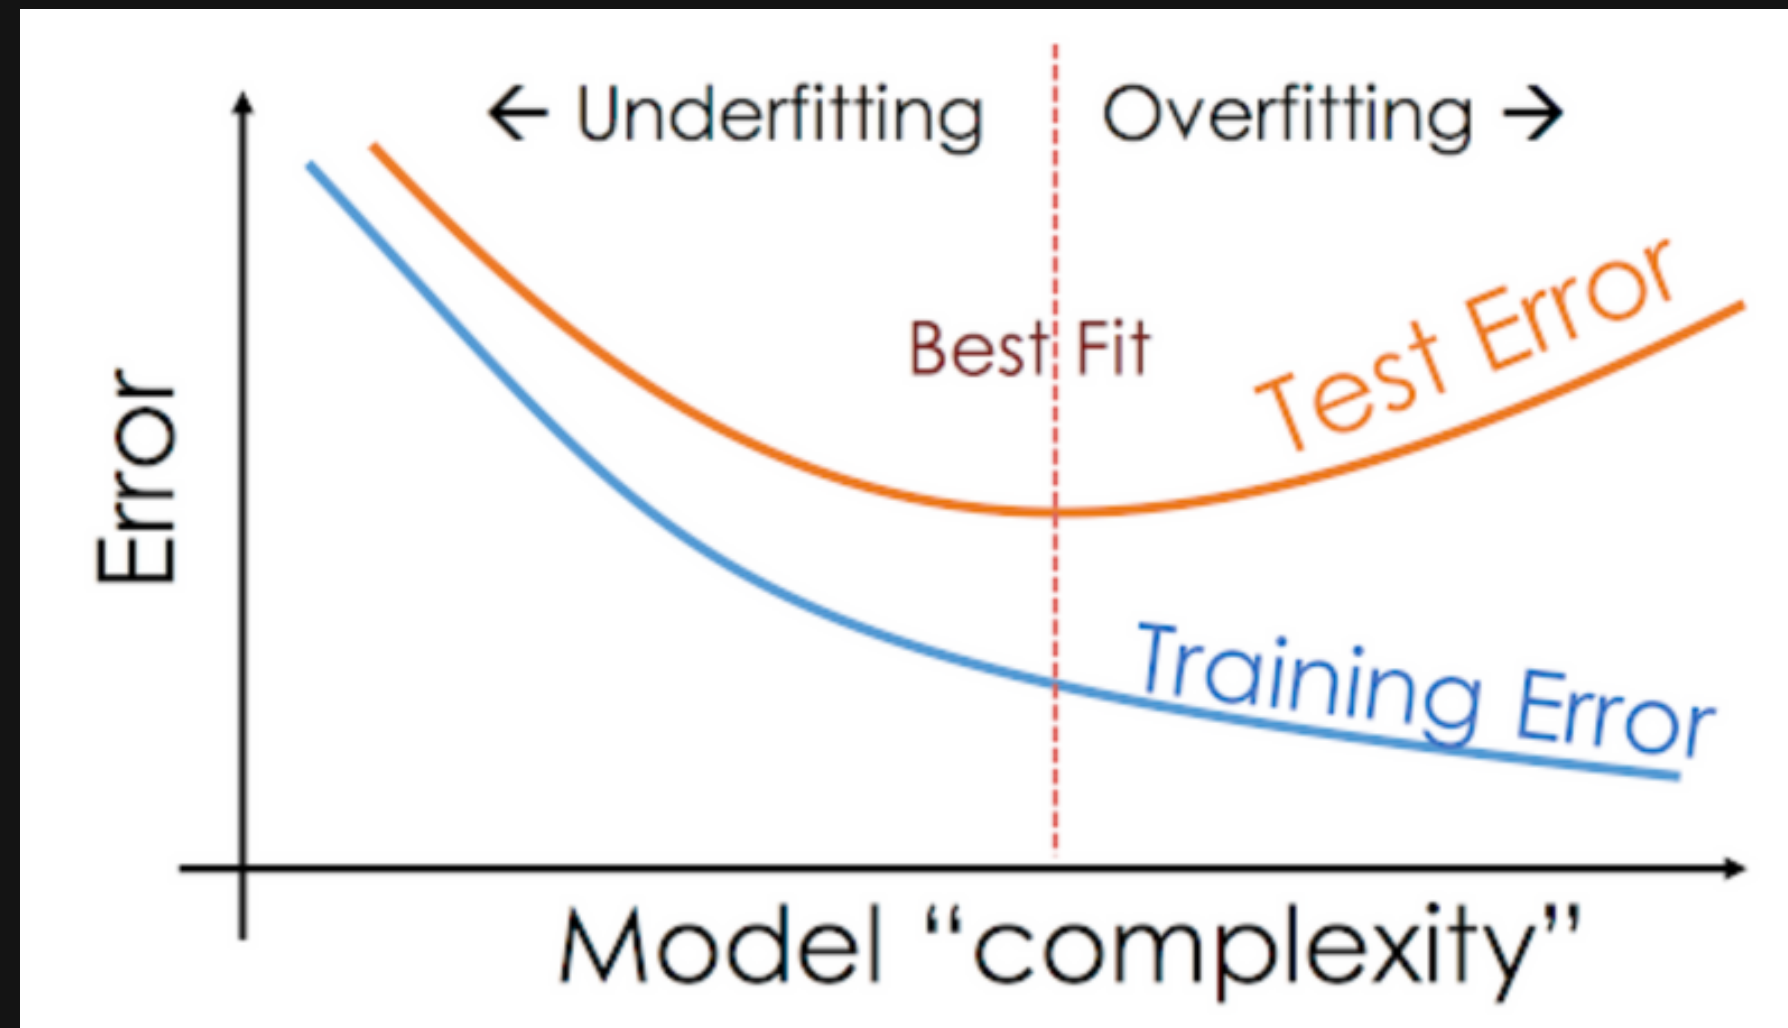 ← Underfitting
Overfitting →
Best Fit
Test Error
Error
Training Error
Model “complexity”